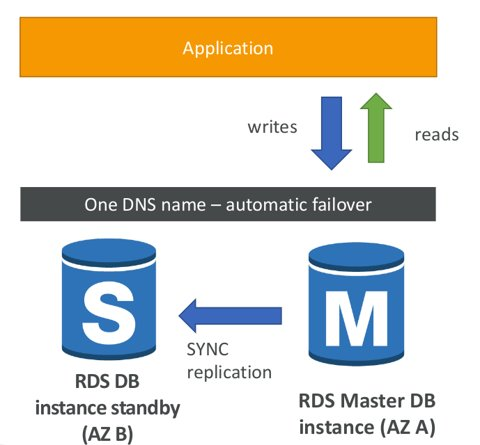 Application
writes
reads
One DNS name – automatic failover
S
M
SYNC
replication
RDS DB
instance standby
(AZ B)
RDS Master DB
instance (AZ A)